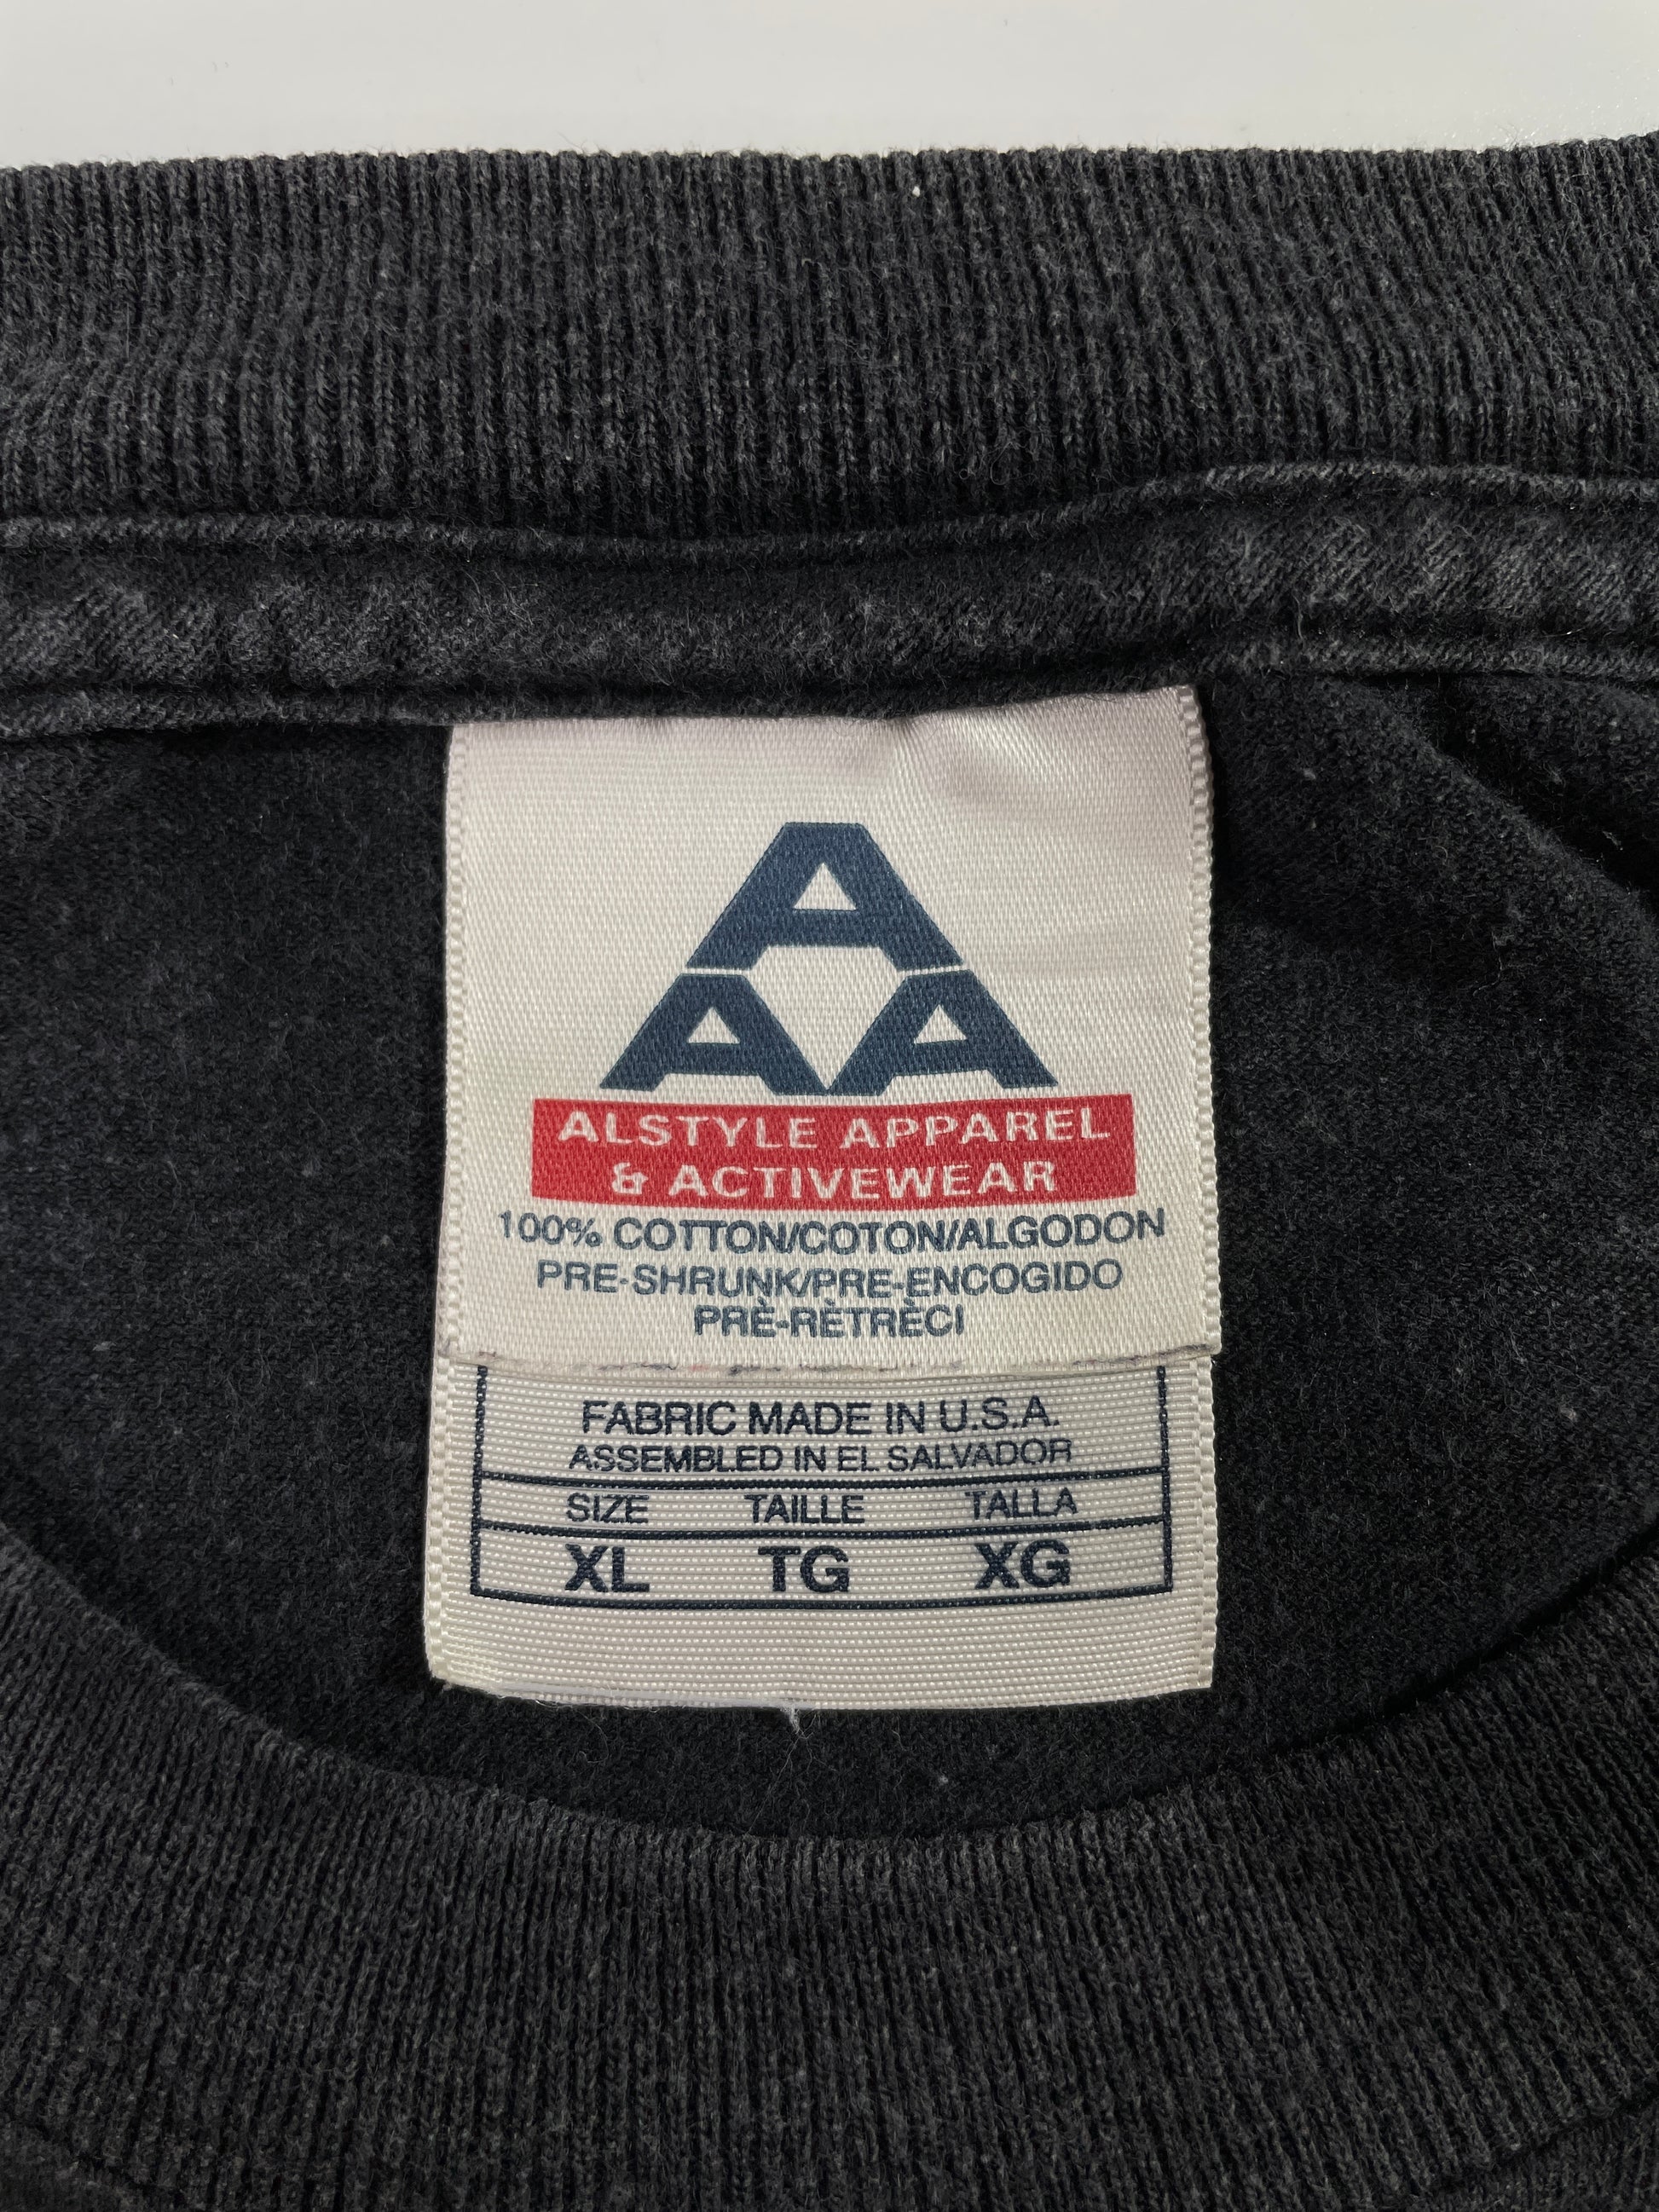 A
A A
ALSTYLE APPAREL
& ACTIVEWEAR
100% COTTON/COTON/ALGODON
PRE-SHRUNK/PRE-ENCOGIDO
PRÈ-RÈTRÈCI
FABRIC MADE IN U.S.A.
ASSEMBLED IN EL SALVADOR
SIZE TAILLE TALLA
XL TG XG